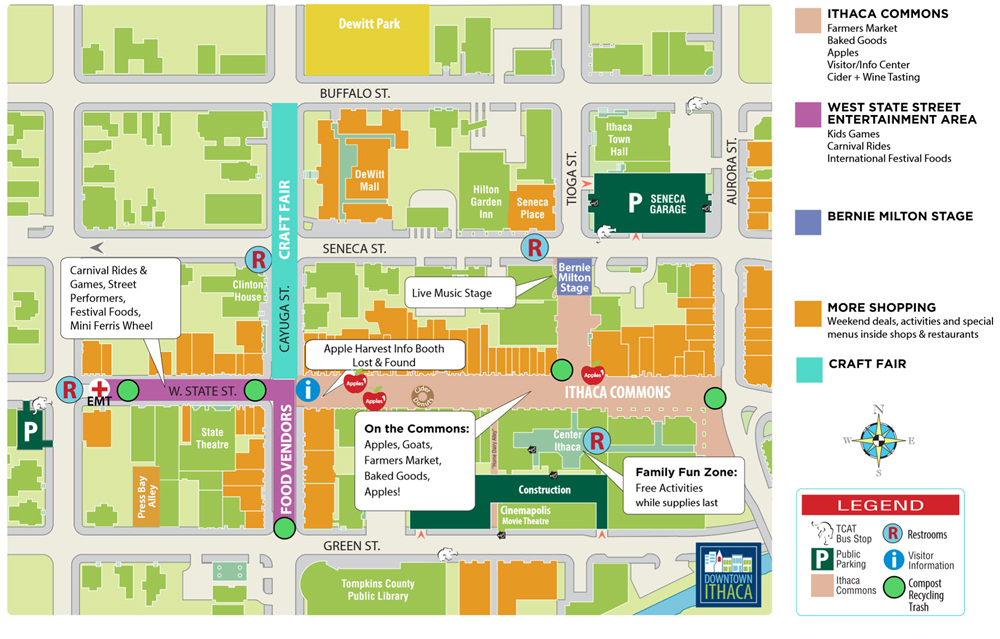 Dewitt Park
BUFFALO ST.
CRAFT FAIR
DeWitt
Mall
Hilton
Garden
Inn
Seneca
Place
TIOGA ST.
Ithaca
Town
Hall
P SENECA
GARAGE
AURORA ST.
SENECA ST.
R
R
Clinton
House
CAYUGA ST.
Carnival Rides &
Games, Street
Performers,
Festival Foods,
Mini Ferris Wheel
Live Music Stage
Bernie
Milton
Stage
Apple Harvest Info Booth
Lost & Found
R
EMT
W. STATE ST.
i
Apples
Apples
Cider
Donuts
Apples
ITHACA COMMONS
P
State
Theatre
Press Bay
Alley
FOOD VENDORS
On the Commons:
Apples, Goats,
Farmers Market,
Baked Goods,
Apples!
"Home Dairy Alley"
Center
Ithaca
R
Family Fun Zone:
Free Activities
while supplies last
Construction
Cinemapolis
Movie Theatre
GREEN ST.
Tompkins County
Public Library
DOWNTOWN
ITHACA
ITHACA COMMONS
Farmers Market
Baked Goods
Apples
Visitor/Info Center
Cider + Wine Tasting
WEST STATE STREET
ENTERTAINMENT AREA
Kids Games
Carnival Rides
International Festival Foods
BERNIE MILTON STAGE
MORE SHOPPING
Weekend deals, activities and special
menus inside shops & restaurants
CRAFT FAIR
N
W E
S
LEGEND
TCAT
Bus Stop
R Restrooms
P Public
Parking
i Visitor
Information
Ithaca
Commons
Compost
Recycling
Trash